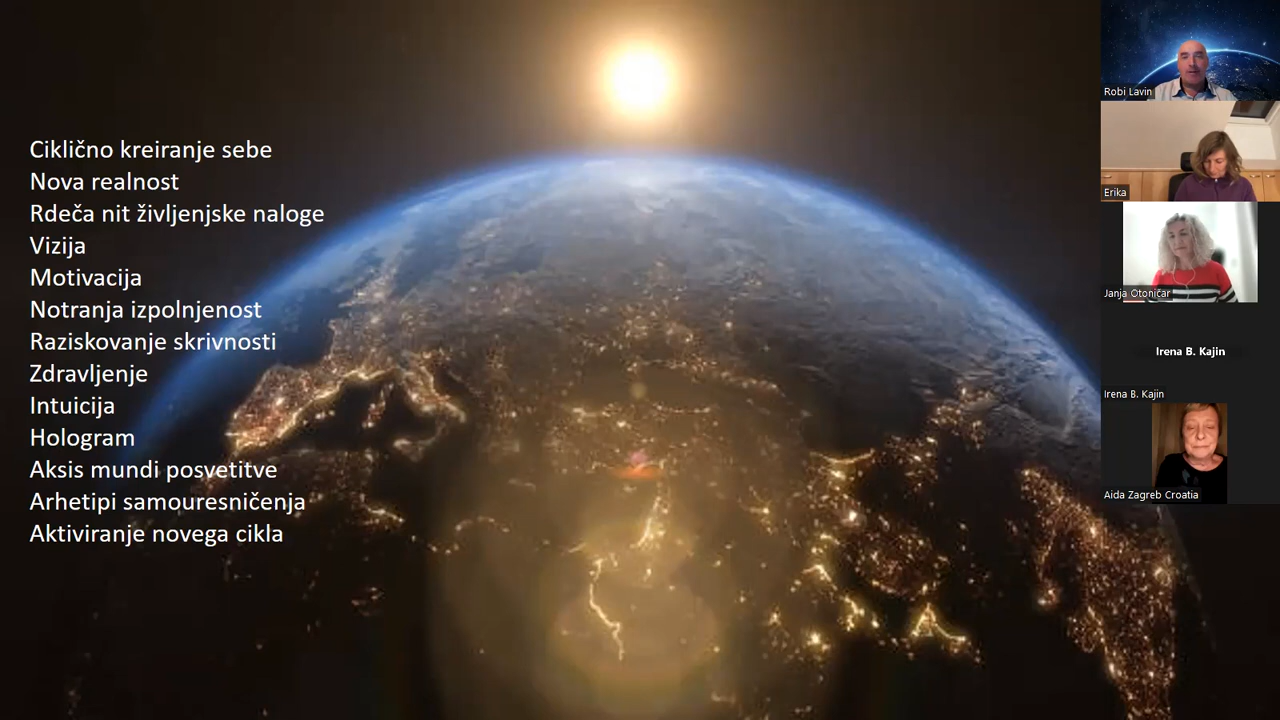 Ciklično kreiranje sebe
Nova realnost
Rdeča nit življenjske naloge
Vizija
Motivacija
Notranja izpolnjenost
Raziskovanje skrivnosti
Zdravljenje
Intuicija
Hologram
Aksis mundi posvetitve
Arhetipi samouresničenja
Aktiviranje novega cikla
Robi Lavin
Erika
Janja Otoničar
Irena B. Kajin
Irena B. Kajin
Aida Zagreb Croatia